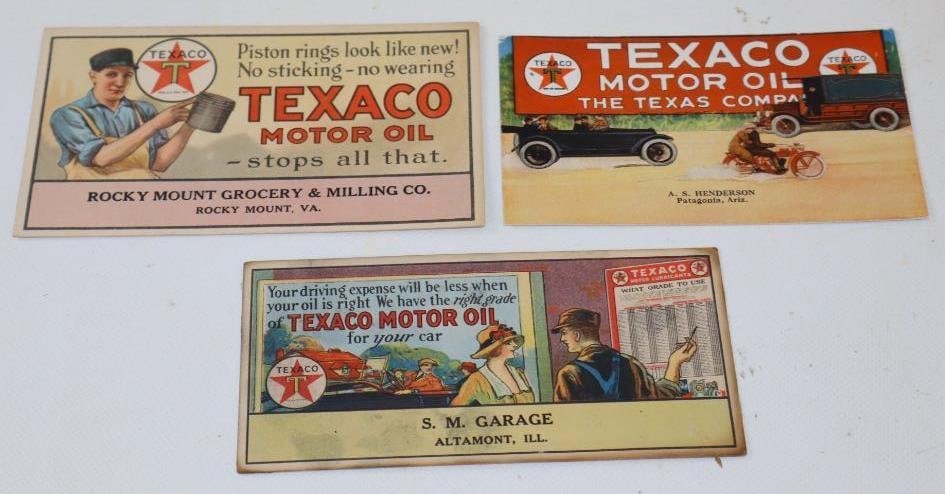 TEXACO
T
Piston rings look like new!
No sticking - no wearing
TEXACO
MOTOR OIL
- stops all that.
ROCKY MOUNT GROCERY & MILLING CO.
ROCKY MOUNT, VA.
TEXACO
T
TEXACO
MOTOR OIL
THE TEXAS COMPA
TEXACO
T
A. S. HENDERSON
Patagonia, Ariz.
Your driving expense will be less when
your oil is right We have the right grade
of TEXACO MOTOR OIL
for your car
TEXACO
T
TEXACO
MOTOR LUBRICANTS
WHAT GRADE TO USE
S. M. GARAGE
ALTAMONT, ILL.